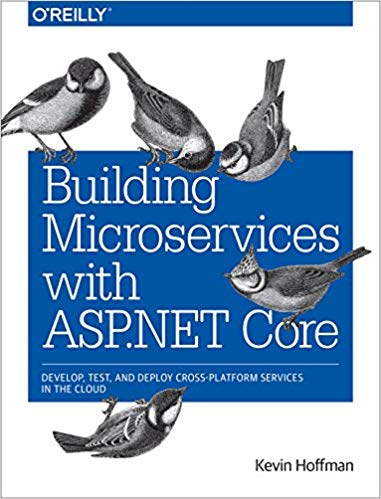 O'REILLY®
Building
Microservices
with
ASP.NET Core
DEVELOP, TEST, AND DEPLOY CROSS-PLATFORM SERVICES
IN THE CLOUD
Kevin Hoffman